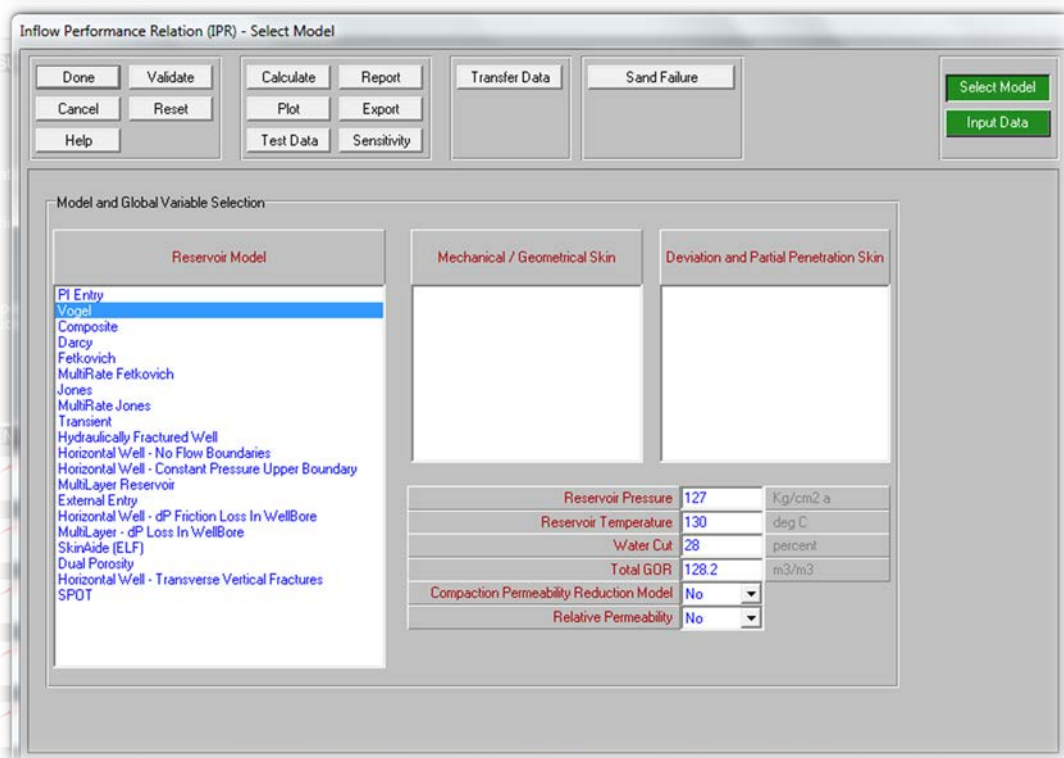 Inflow Performance Relation (IPR) - Select Model
Done Validate Calculate Report Transfer Data Sand Failure Select Model
Cancel Reset Plot Export Input Data
Help Test Data Sensitivity
Model and Global Variable Selection
Reservoir Model
PI Entry
Vogel
Composite
Darcy
Fetkovich
MultiRate Fetkovich
Jones
MultiRate Jones
Transient
Hydraulically Fractured Well
Horizontal Well - No Flow Boundaries
Horizontal Well - Constant Pressure Upper Boundary
MultiLayer Reservoir
External Entry
Horizontal Well - dP Friction Loss In WellBore
MultiLayer - dP Loss In WellBore
SkinAide (ELF)
Dual Porosity
Horizontal Well - Transverse Vertical Fractures
SPOT
Mechanical / Geometrical Skin
Deviation and Partial Penetration Skin
Reservoir Pressure 127 Kg/cm2 a
Reservoir Temperature 130 deg C
Water Cut 28 percent
Total GOR 128.2 m3/m3
Compaction Permeability Reduction Model No
Relative Permeability No